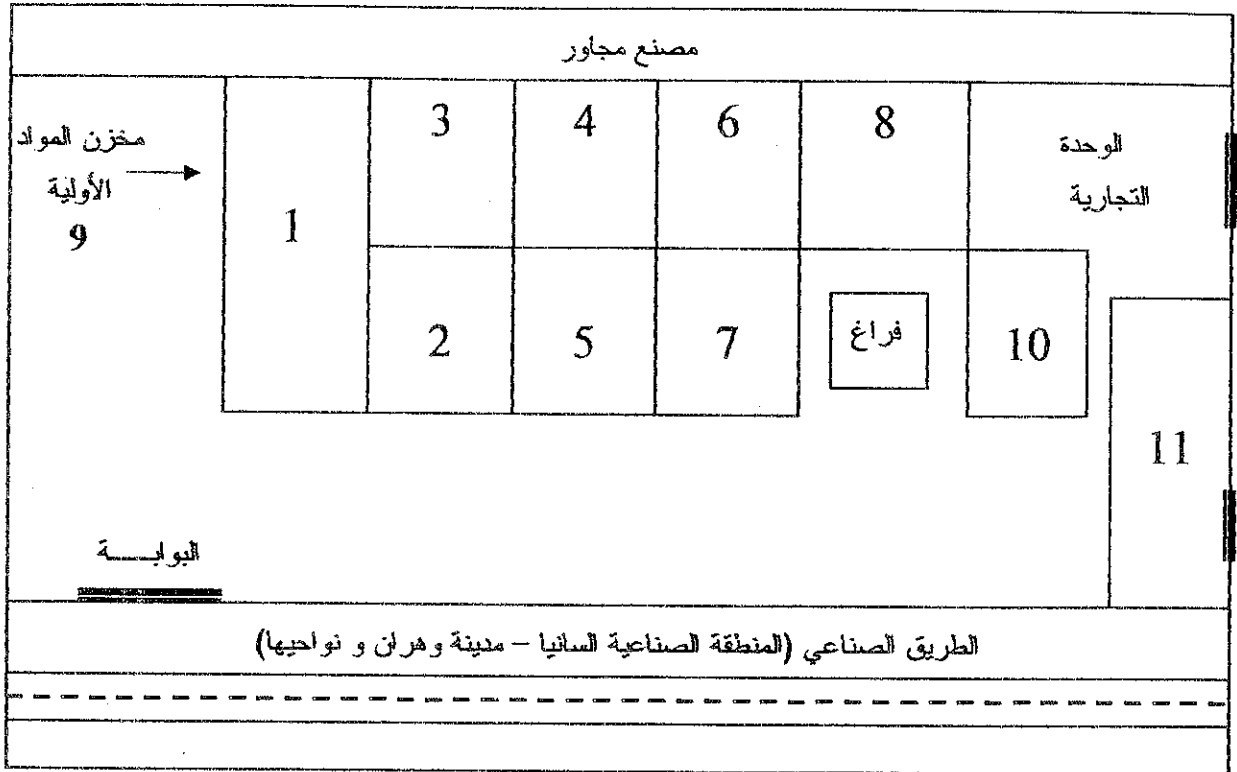 مصنع مجاور
مخزن المواد
الأولية
9
1
3
4
6
8
الوحدة
التجارية
2
5
7
فراغ
10
11
البوابـــة
الطريق الصناعي (المنطقة الصناعية السانيا – مدينة وهران و نواحيها)